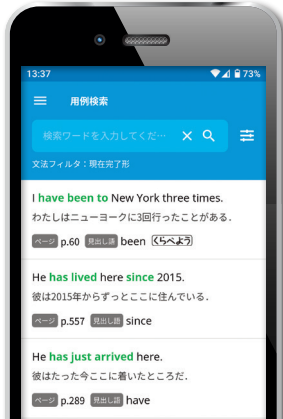 13:37 73%
用例検索
検索ワードを入力してくだ…
文法フィルタ：現在完了形
I have been to New York three times.
わたしはニューヨークに3回行ったことがある．
ページ p.60 見出し語 been くらべよう
He has lived here since 2015.
彼は2015年からずっとここに住んでいる．
ページ p.557 見出し語 since
He has just arrived here.
彼はたった今ここに着いたところだ．
ページ p.289 見出し語 have